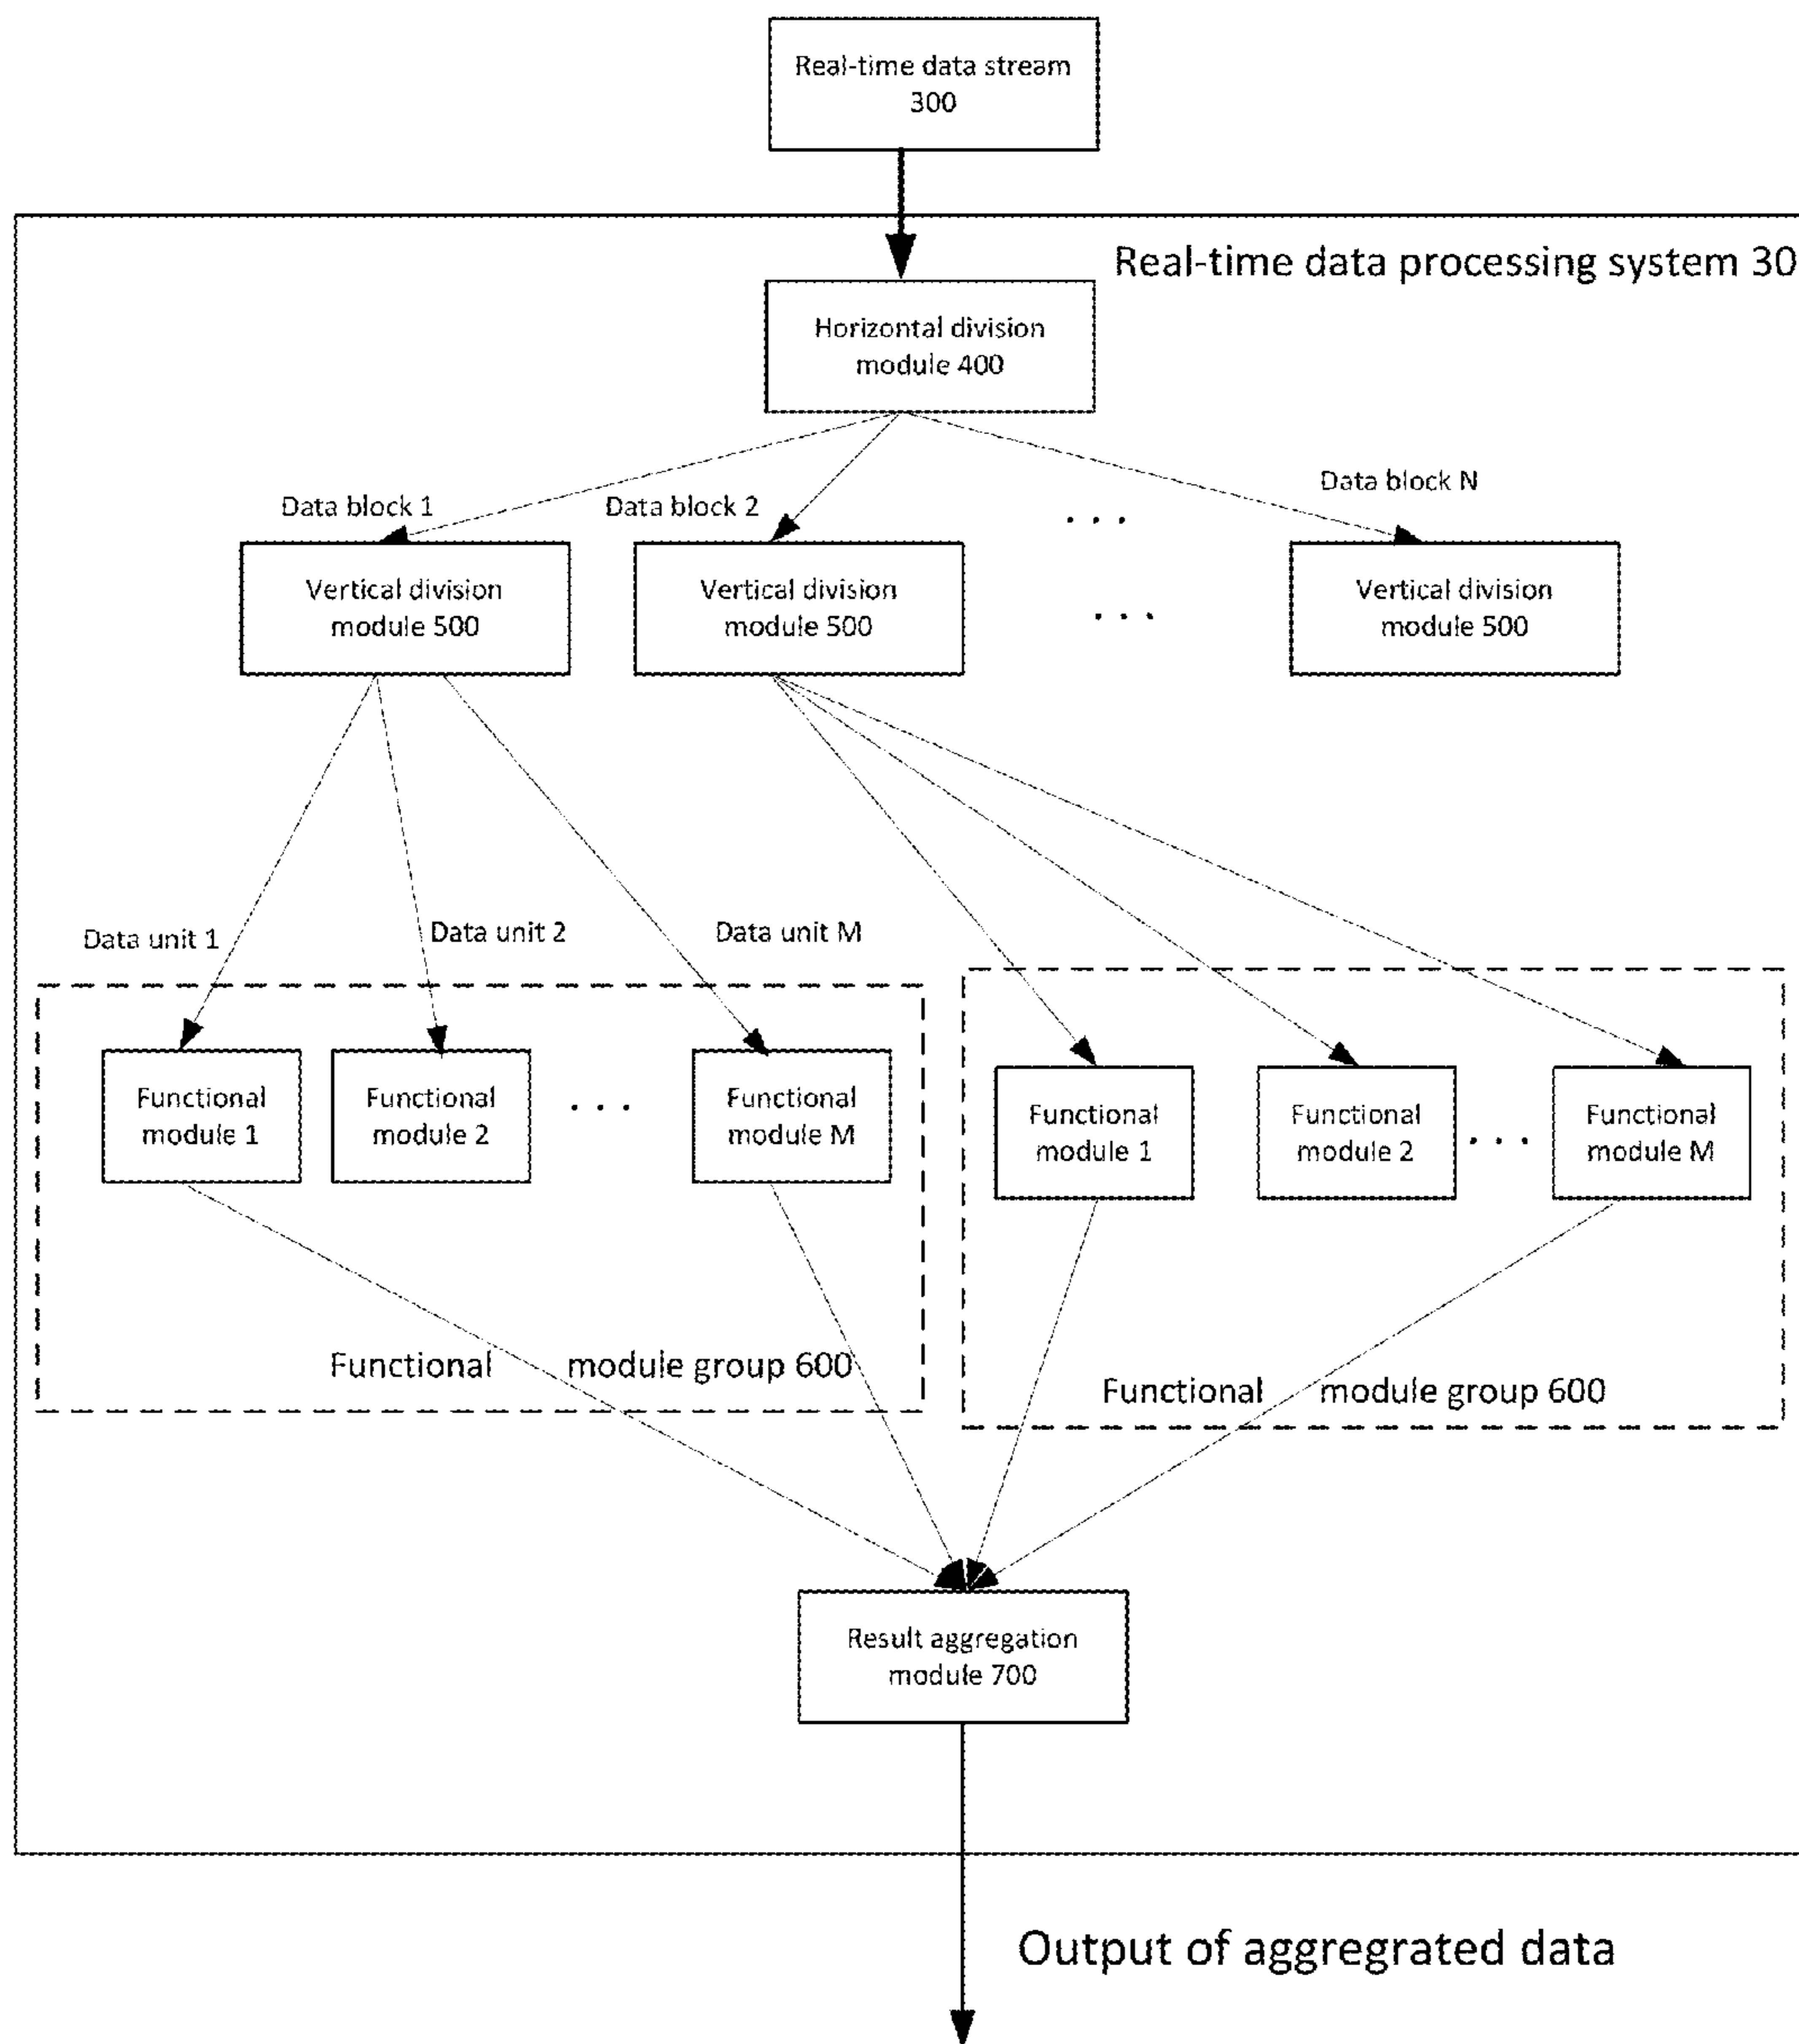 Real-time data stream
300
Real-time data processing system 30
Horizontal division
module 400
Data block 1
Data block 2
. . .
Data block N
Vertical division
module 500
Vertical division
module 500
. . .
Vertical division
module 500
Data unit 1
Data unit 2
Data unit M
Functional
module 1
Functional
module 2
. . .
Functional
module M
Functional
module 1
Functional
module 2
. . .
Functional
module M
Functional module group 600
Functional module group 600
Result aggregation
module 700
Output of aggregrated data